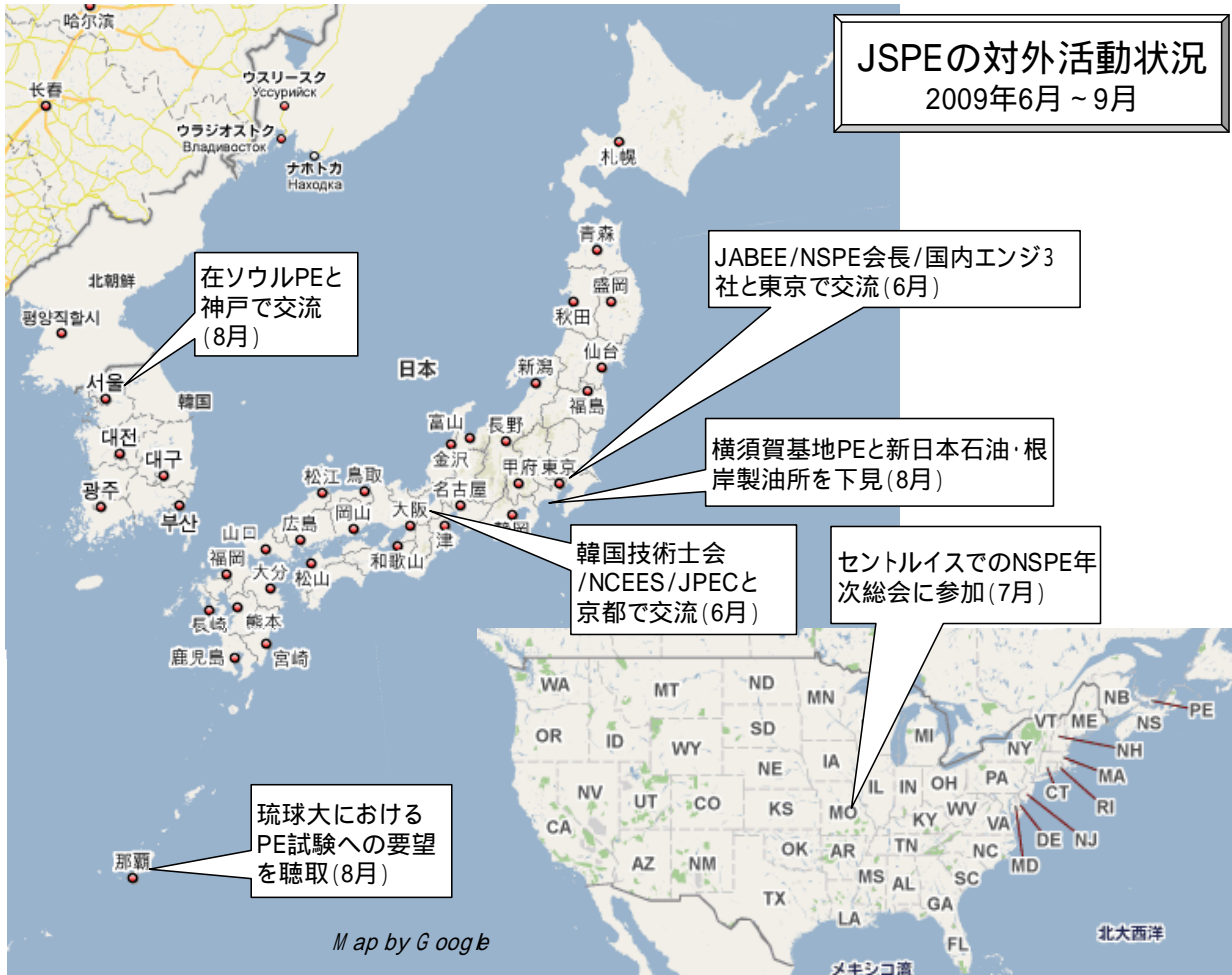 JSPEの対外活動状況
2009年6月~9月
哈尔滨
长春
ウスリースク
Уссурийск
ウラジオストク
Владивосток
ナホトカ
Находка
札幌
青森
盛岡
秋田
仙台
新潟
福島
北朝鮮
평양직할시
在ソウルPEと
神戸で交流
(8月)
JABEE/NSPE会長/国内エンジ3
社と東京で交流(6月)
日本
서울
韓国
대전
대구
광주
부산
富山
長野
金沢
甲府
東京
松江
鳥取
名古屋
大阪
岡山
広島
津
静岡
山口
福岡
和歌山
大分
松山
長崎
熊本
鹿児島
宮崎
横須賀基地PEと新日本石油・根
岸製油所を下見(8月)
韓国技術士会
/NCEES/JPECと
京都で交流(6月)
セントルイスでのNSPE年
次総会に参加(7月)
琉球大における
PE試験への要望
を聴取(8月)
那覇
Map by Google
WA
MT
ND
MN
OR
ID
WY
SD
IA
MI
NE
NV
UT
CO
KS
MO
IL
IN
OH
PA
NY
VT
ME
NB
NS
PE
NH
MA
RI
CT
NJ
DE
MD
CA
AZ
NM
OK
AR
TN
KY
WV
VA
NC
SC
MS
AL
GA
TX
LA
FL
北大西洋
メキシコ湾